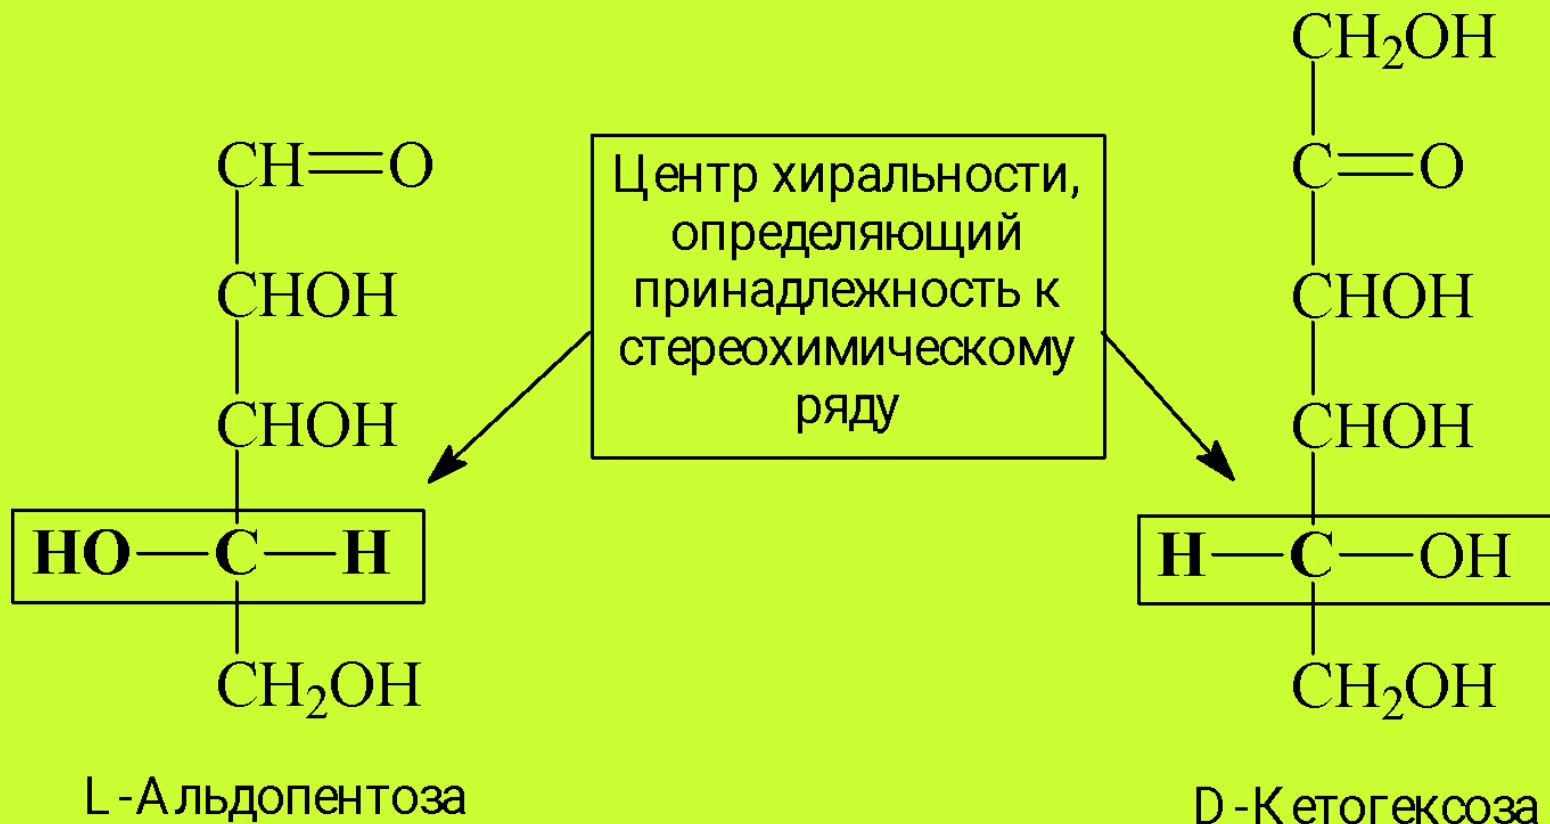 CH=O
CHOH
CHOH
HO—C—H
CH₂OH
L-Альдопентоза
Центр хиральности,
определяющий
принадлежность к
стереохимическому
ряду
CH₂OH
C=O
CHOH
CHOH
H—C—OH
CH₂OH
D-Кетогексоза